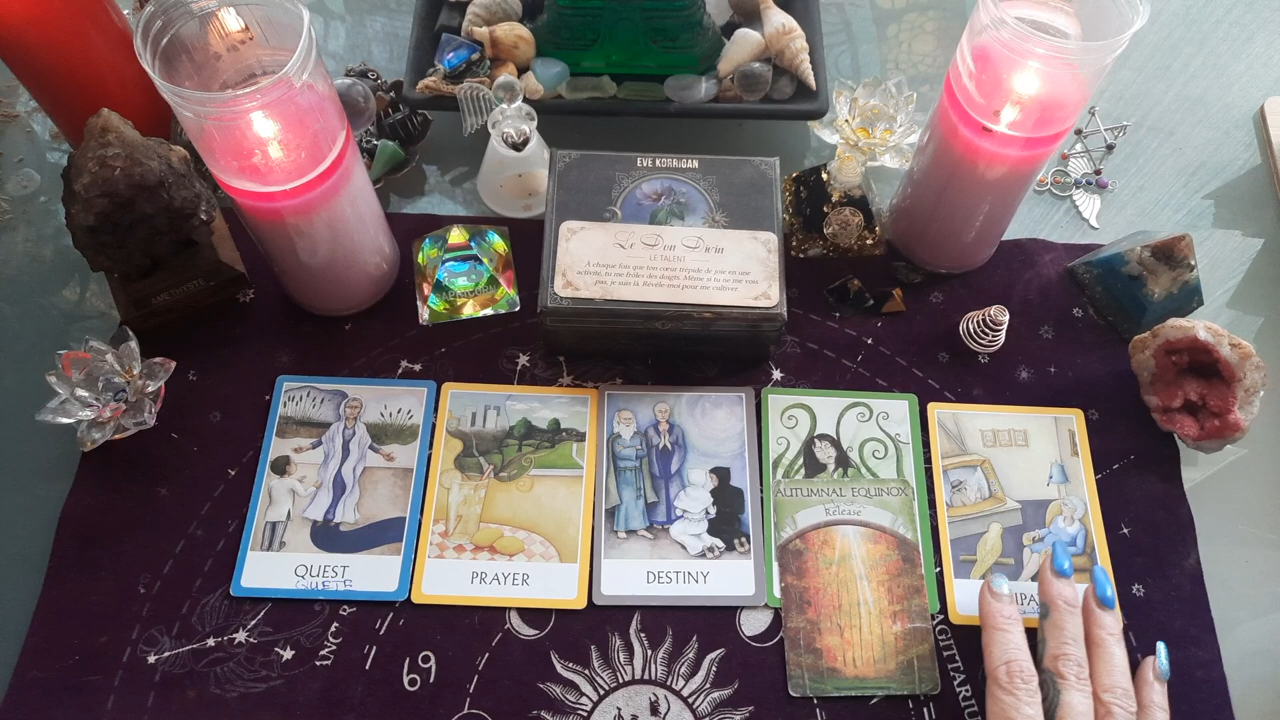 EVE KORRIGAN
Le Don Divin
LE TALENT
À chaque fois que ton cœur trépide de joie en une
activité, tu me frôles des doigts. Même si tu ne me vois
pas, je suis là. Révèle-moi pour me cultiver.
AMETHYSTE
CAPRICORN
QUEST
QUETE
PRAYER
DESTINY
AUTUMNAL EQUINOX
Release